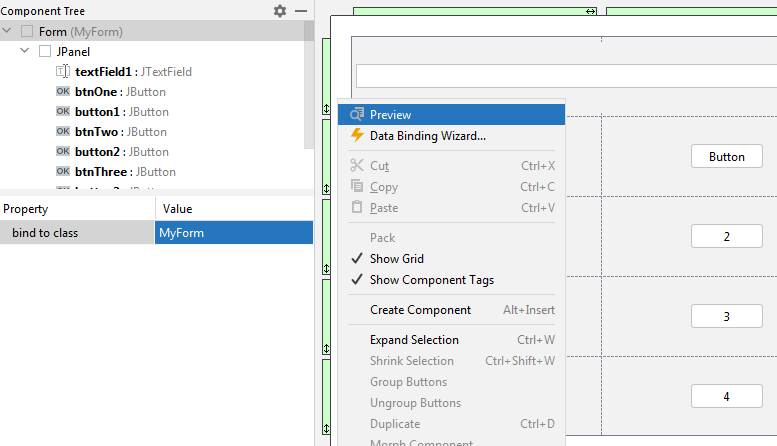 Component Tree
Form (MyForm)
JPanel
textField1 : JTextField
OK btnOne : JButton
OK button1 : JButton
OK btnTwo : JButton
OK button2 : JButton
OK btnThree : JButton
Property Value
bind to class MyForm
Preview
Data Binding Wizard...
Cut Ctrl+X
Copy Ctrl+C
Paste Ctrl+V
Pack
Show Grid
Show Component Tags
Create Component Alt+Insert
Expand Selection Ctrl+W
Shrink Selection Ctrl+Shift+W
Group Buttons
Ungroup Buttons
Duplicate Ctrl+D
Morph Component
Button
2
3
4